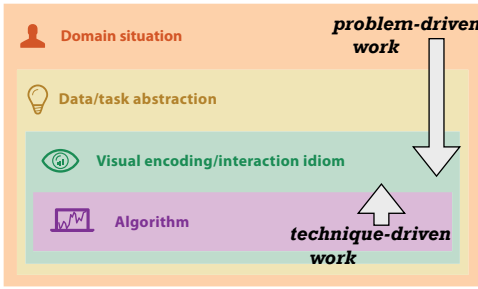 problem-driven
work
Domain situation
Data/task abstraction
Visual encoding/interaction idiom
Algorithm
technique-driven
work